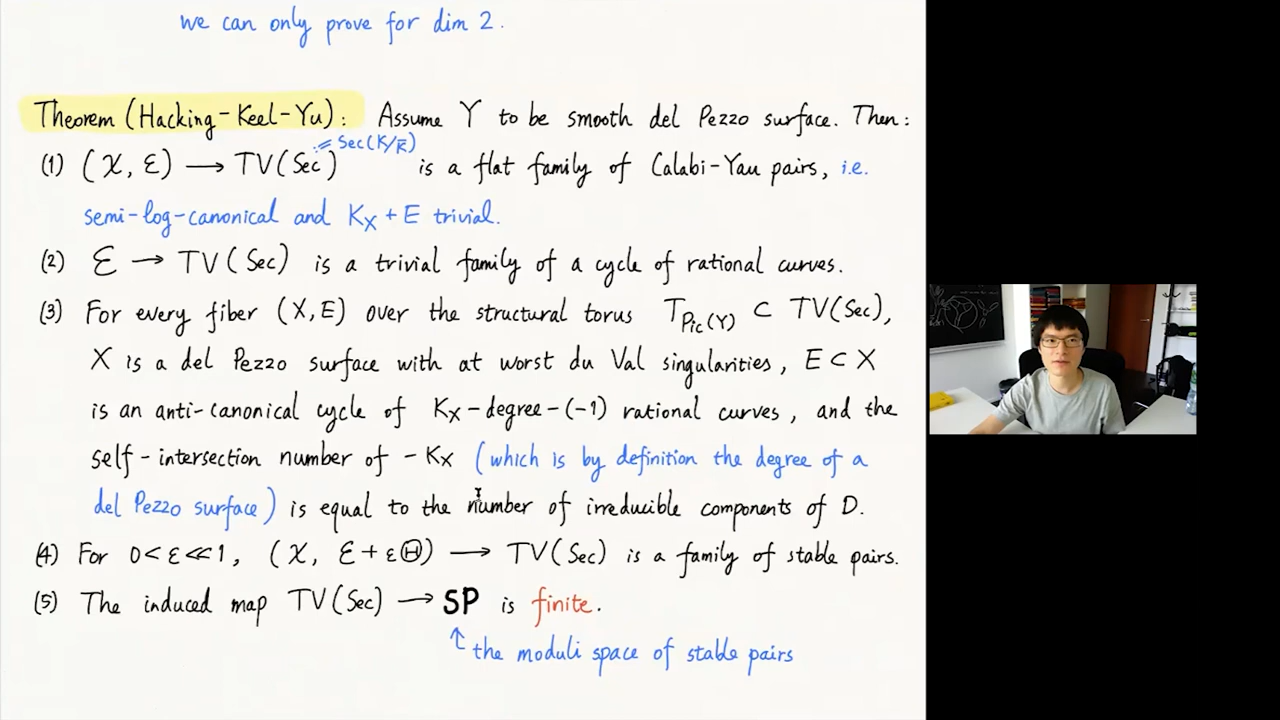 we can only prove for dim 2.
Theorem (Hacking-Keel-Yu): Assume Y to be smooth del Pezzo surface. Then:
:= Sec(K/k̄)
(1) (𝒳, ℰ) → TV(Sec) is a flat family of Calabi-Yau pairs, i.e.
semi-log-canonical and K_X + E trivial.
(2) ℰ → TV(Sec) is a trivial family of a cycle of rational curves.
(3) For every fiber (X, E) over the structural torus T_Pic(Y) ⊂ TV(Sec),
X is a del Pezzo surface with at worst du Val singularities, E ⊂ X
is an anti-canonical cycle of K_X-degree-(-1) rational curves, and the
self-intersection number of -K_X (which is by definition the degree of a
del Pezzo surface) is equal to the number of irreducible components of D.
(4) For 0<ε≪1, (𝒳, ℰ+εΘ) → TV(Sec) is a family of stable pairs.
(5) The induced map TV(Sec) → SP is finite.
↑ the moduli space of stable pairs